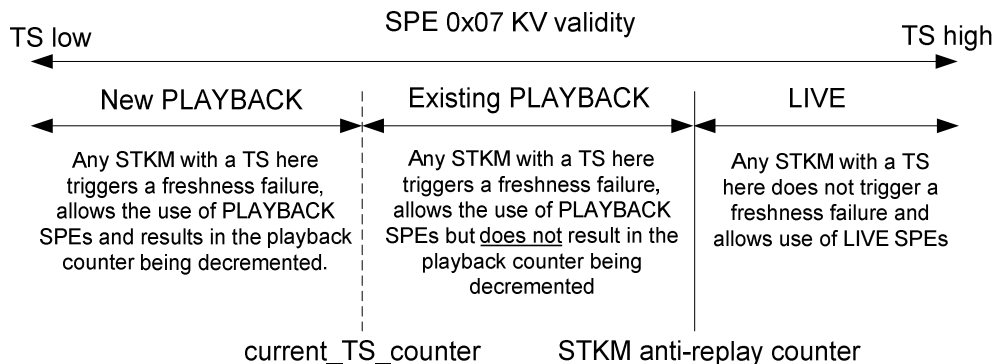 SPE 0x07 KV validity
TS low
TS high
New PLAYBACK
Existing PLAYBACK
LIVE
Any STKM with a TS here
triggers a freshness failure,
allows the use of PLAYBACK
SPEs and results in the playback
counter being decremented.
Any STKM with a TS here
triggers a freshness failure,
allows the use of PLAYBACK
SPEs but does not result in the
playback counter being
decremented
Any STKM with a TS
here does not trigger a
freshness failure and
allows use of LIVE SPEs
current_TS_counter
STKM anti-replay counter